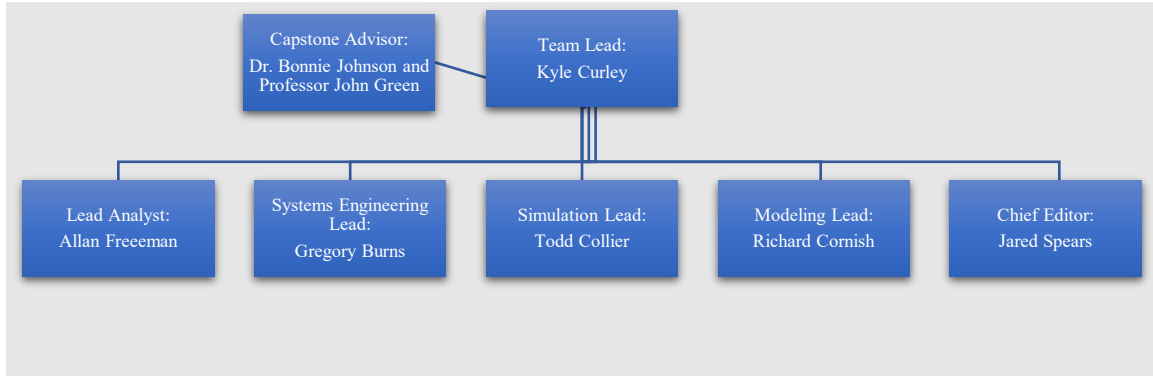 Capstone Advisor:
Dr. Bonnie Johnson and
Professor John Green
Team Lead:
Kyle Curley
Lead Analyst:
Allan Freeeman
Systems Engineering
Lead:
Gregory Burns
Simulation Lead:
Todd Collier
Modeling Lead:
Richard Cornish
Chief Editor:
Jared Spears